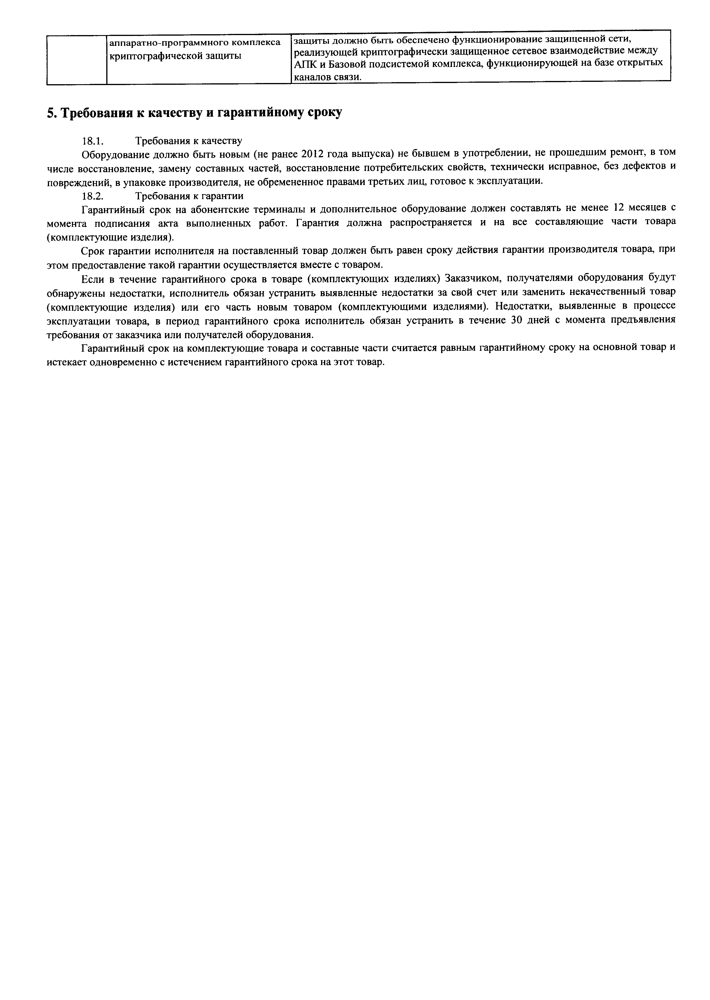 аппаратно-программного комплекса
криптографической защиты
защиты должно быть обеспечено функционирование защищенной сети,
реализующей криптографически защищенное сетевое взаимодействие между
АПК и Базовой подсистемой комплекса, функционирующей на базе открытых
каналов связи.
5. Требования к качеству и гарантийному сроку
18.1. Требования к качеству
Оборудование должно быть новым (не ранее 2012 года выпуска) не бывшем в употреблении, не прошедшим ремонт, в том
числе восстановление, замену составных частей, восстановление потребительских свойств, технически исправное, без дефектов и
повреждений, в упаковке производителя, не обремененное правами третьих лиц, готовое к эксплуатации.
18.2. Требования к гарантии
Гарантийный срок на абонентские терминалы и дополнительное оборудование должен составлять не менее 12 месяцев с
момента подписания акта выполненных работ. Гарантия должна распространяется и на все составляющие части товара
(комплектующие изделия).
Срок гарантии исполнителя на поставленный товар должен быть равен сроку действия гарантии производителя товара, при
этом предоставление такой гарантии осуществляется вместе с товаром.
Если в течение гарантийного срока в товаре (комплектующих изделиях) Заказчиком, получателями оборудования будут
обнаружены недостатки, исполнитель обязан устранить выявленные недостатки за свой счет или заменить некачественный товар
(комплектующие изделия) или его часть новым товаром (комплектующими изделиями). Недостатки, выявленные в процессе
эксплуатации товара, в период гарантийного срока исполнитель обязан устранить в течение 30 дней с момента предъявления
требования от заказчика или получателей оборудования.
Гарантийный срок на комплектующие товара и составные части считается равным гарантийному сроку на основной товар и
истекает одновременно с истечением гарантийного срока на этот товар.